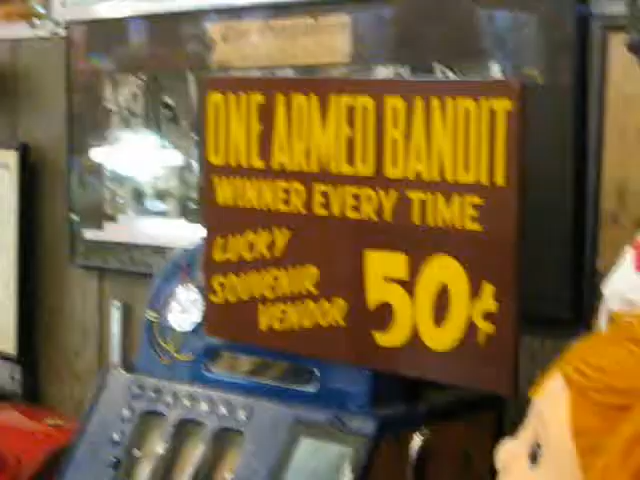 ONE ARMED BANDIT
WINNER EVERY TIME
LUCKY
SOUVENIR
VENDOR
50¢